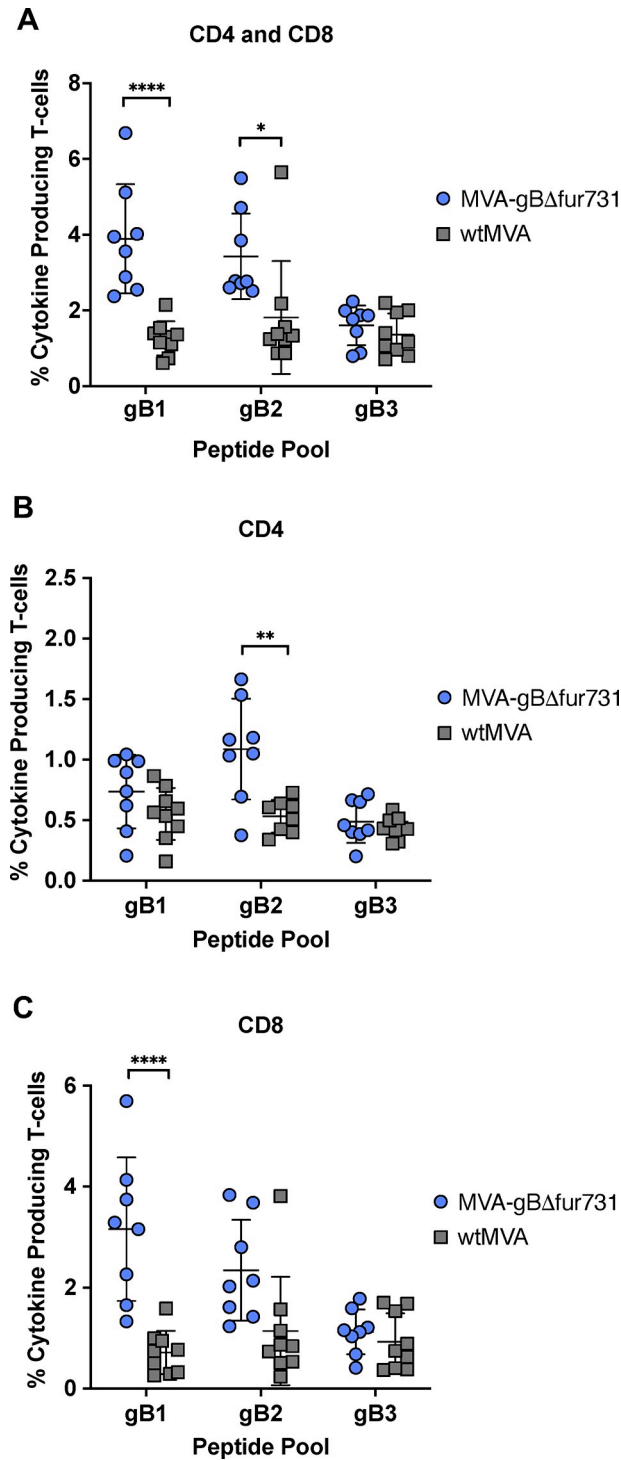 A
CD4 and CD8
% Cytokine Producing T-cells
8
6
4
2
0
****
*
MVA-gBΔfur731
wtMVA
gB1 gB2 gB3
Peptide Pool
B
CD4
% Cytokine Producing T-cells
2.5
2.0
1.5
1.0
0.5
0.0
**
MVA-gBΔfur731
wtMVA
gB1 gB2 gB3
Peptide Pool
C
CD8
% Cytokine Producing T-cells
6
4
2
0
****
MVA-gBΔfur731
wtMVA
gB1 gB2 gB3
Peptide Pool